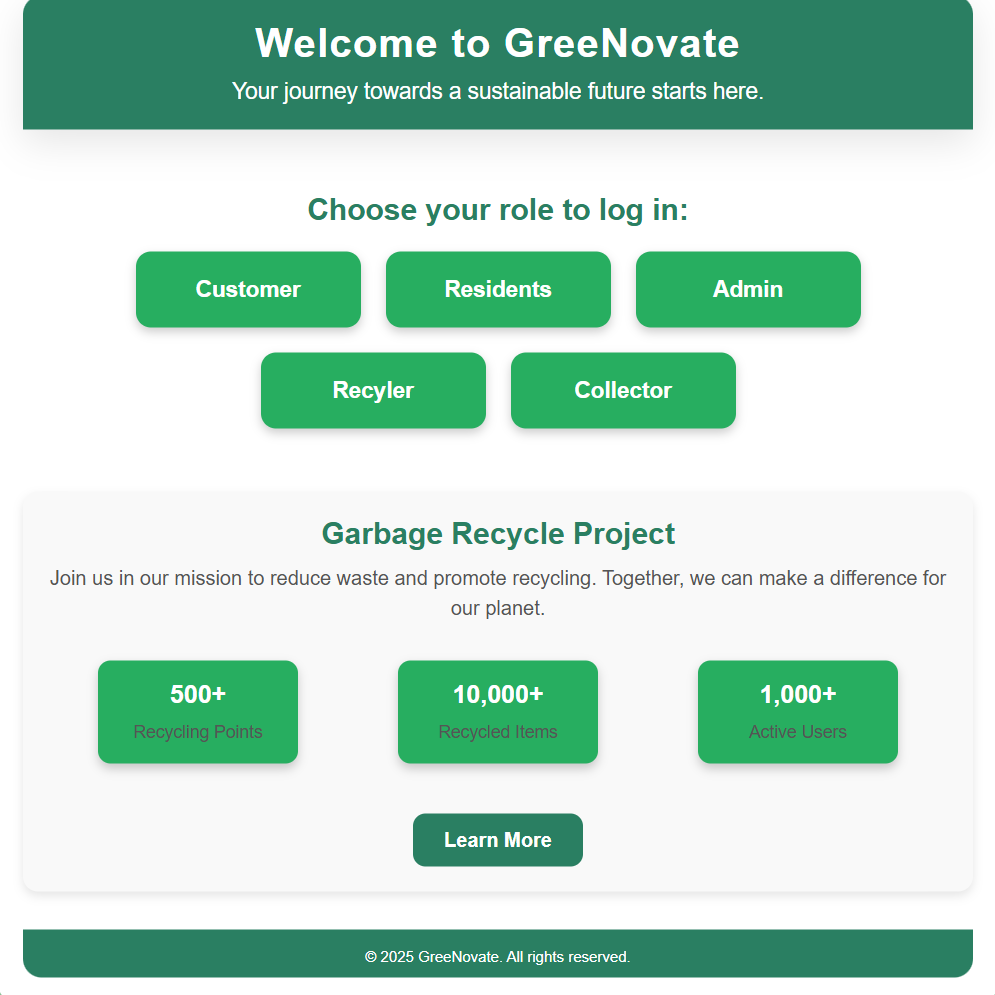 Welcome to GreeNovate
Your journey towards a sustainable future starts here.
Choose your role to log in:
Customer
Residents
Admin
Recyler
Collector
Garbage Recycle Project
Join us in our mission to reduce waste and promote recycling. Together, we can make a difference for
our planet.
500+
Recycling Points
10,000+
Recycled Items
1,000+
Active Users
Learn More
© 2025 GreeNovate. All rights reserved.